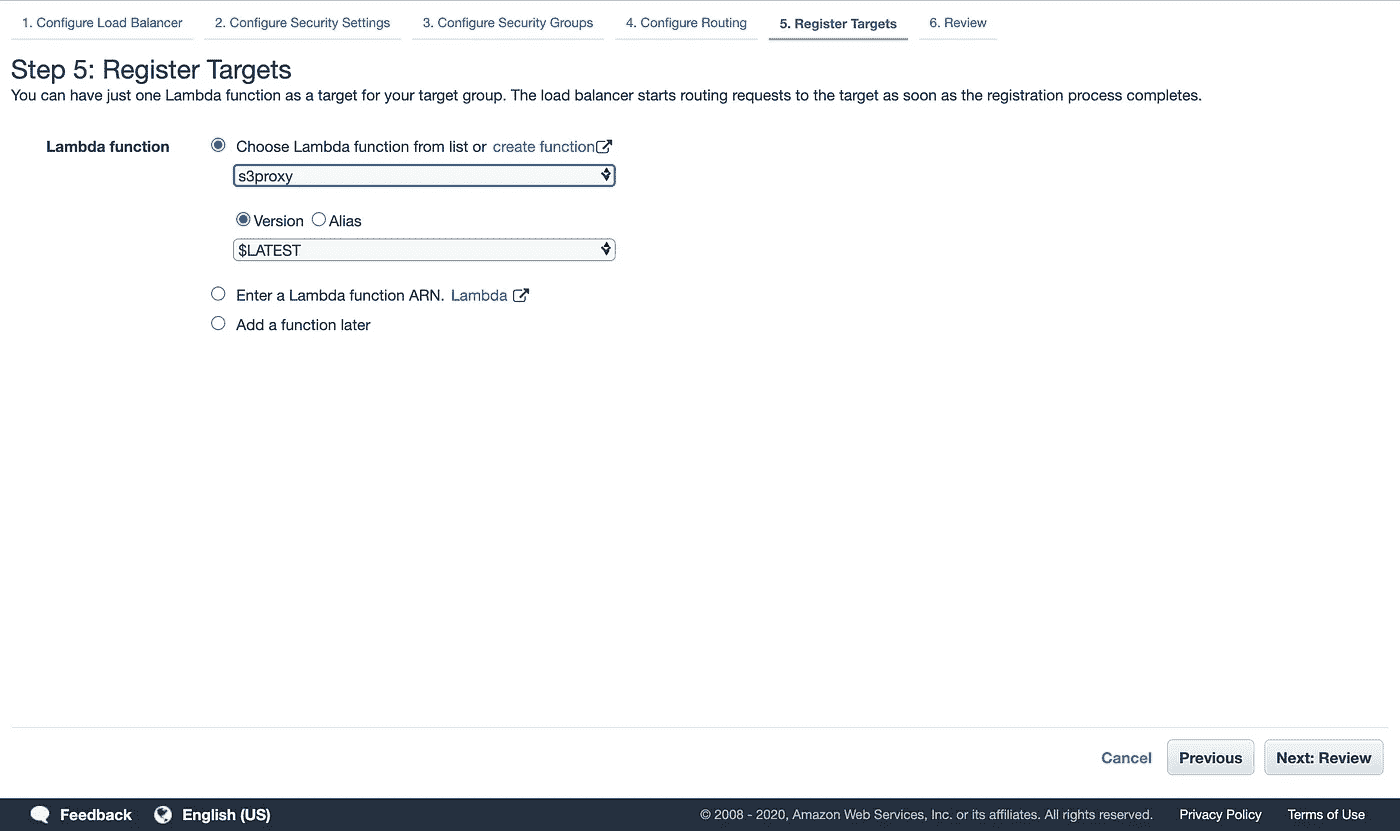 1. Configure Load Balancer 2. Configure Security Settings 3. Configure Security Groups 4. Configure Routing 5. Register Targets 6. Review
Step 5: Register Targets
You can have just one Lambda function as a target for your target group. The load balancer starts routing requests to the target as soon as the registration process completes.
Lambda function Choose Lambda function from list or create function
s3proxy
Version Alias
$LATEST
Enter a Lambda function ARN. Lambda
Add a function later
Cancel Previous Next: Review
Feedback English (US) © 2008 - 2020, Amazon Web Services, Inc. or its affiliates. All rights reserved. Privacy Policy Terms of Use